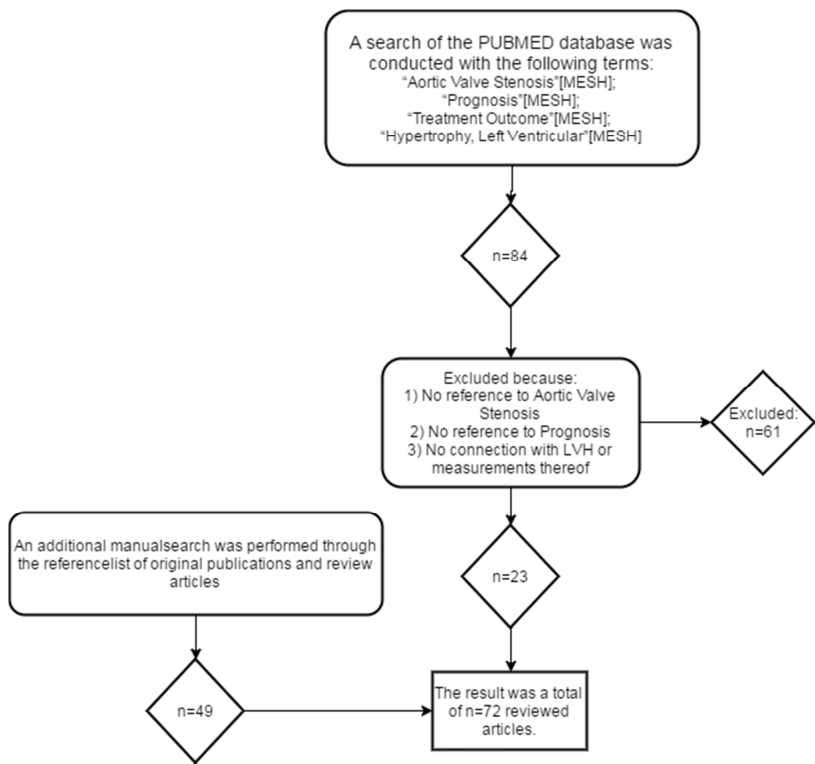 A search of the PUBMED database was
conducted with the following terms:
“Aortic Valve Stenosis”[MESH];
“Prognosis”[MESH];
“Treatment Outcome”[MESH];
“Hypertrophy, Left Ventricular”[MESH]
n=84
Excluded because:
1) No reference to Aortic Valve
Stenosis
2) No reference to Prognosis
3) No connection with LVH or
measurements thereof
Excluded:
n=61
An additional manualsearch was performed through
the referencelist of original publications and review
articles
n=23
n=49
The result was a total
of n=72 reviewed
articles.